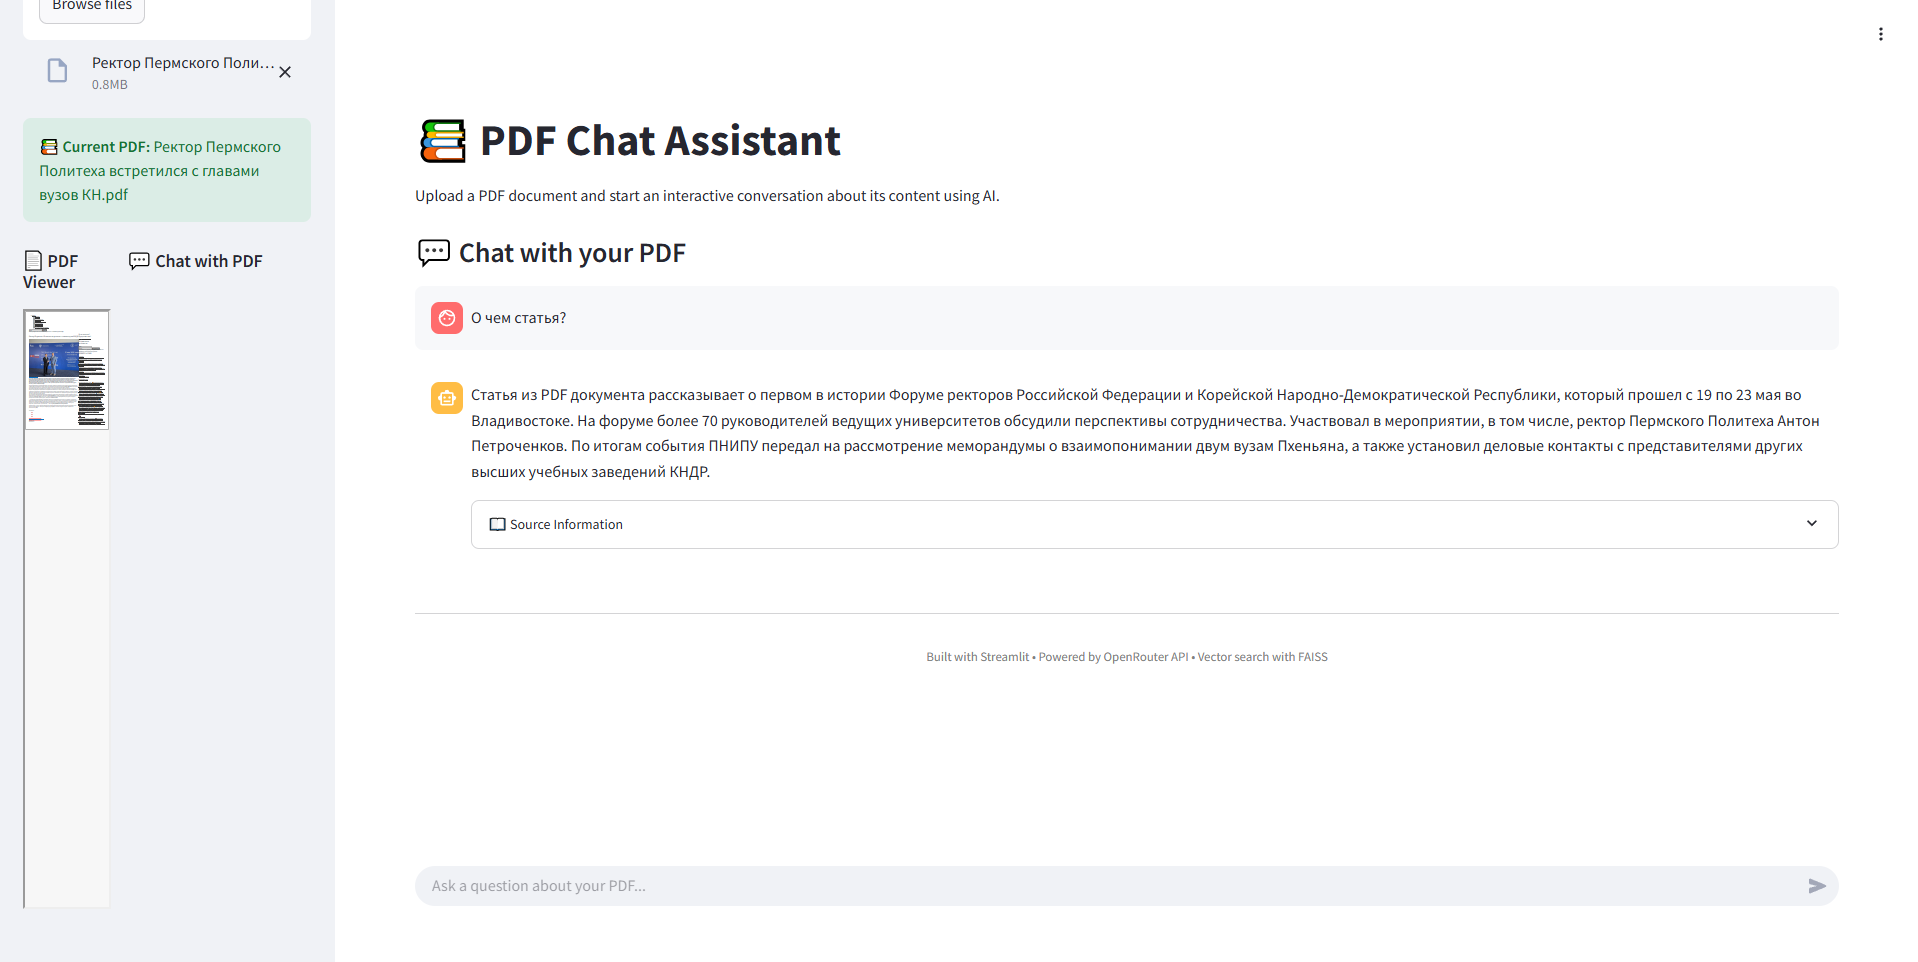 Browse files
Ректор Пермского Поли...
0.8MB
Current PDF: Ректор Пермского
Политеха встретился с главами
вузов КН.pdf
PDF
Viewer
Chat with PDF
PDF Chat Assistant
Upload a PDF document and start an interactive conversation about its content using AI.
Chat with your PDF
О чем статья?
Статья из PDF документа рассказывает о первом в истории Форуме ректоров Российской Федерации и Корейской Народно-Демократической Республики, который прошел с 19 по 23 мая во
Владивостоке. На форуме более 70 руководителей ведущих университетов обсудили перспективы сотрудничества. Участвовал в мероприятии, в том числе, ректор Пермского Политеха Антон
Петроченков. По итогам события ПНИПУ передал на рассмотрение меморандумы о взаимопонимании двум вузам Пхеньяна, а также установил деловые контакты с представителями других
высших учебных заведений КНДР.
Source Information
Built with Streamlit • Powered by OpenRouter API • Vector search with FAISS
Ask a question about your PDF...